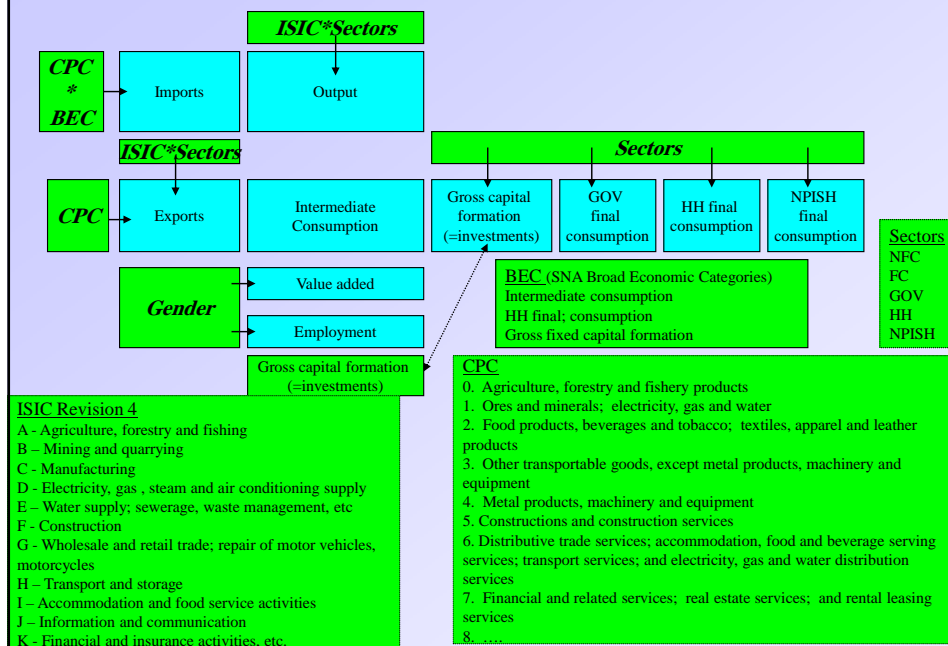 ISIC*Sectors
CPC
*
BEC
Imports
Output
ISIC*Sectors
Sectors
CPC
Exports
Intermediate
Consumption
Gross capital
formation
(=investments)
GOV
final
consumption
HH final
consumption
NPISH
final
consumption
Sectors
NFC
FC
GOV
HH
NPISH
Gender
Value added
Employment
BEC (SNA Broad Economic Categories)
Intermediate consumption
HH final; consumption
Gross fixed capital formation
Gross capital formation
(=investments)
ISIC Revision 4
A - Agriculture, forestry and fishing
B – Mining and quarrying
C - Manufacturing
D - Electricity, gas , steam and air conditioning supply
E – Water supply; sewerage, waste management, etc
F - Construction
G - Wholesale and retail trade; repair of motor vehicles,
motorcycles
H – Transport and storage
I – Accommodation and food service activities
J – Information and communication
K - Financial and insurance activities, etc.
CPC
0. Agriculture, forestry and fishery products
1. Ores and minerals; electricity, gas and water
2. Food products, beverages and tobacco; textiles, apparel and leather
products
3. Other transportable goods, except metal products, machinery and
equipment
4. Metal products, machinery and equipment
5. Constructions and construction services
6. Distributive trade services; accommodation, food and beverage serving
services; transport services; and electricity, gas and water distribution
services
7. Financial and related services; real estate services; and rental leasing
services
8. ….